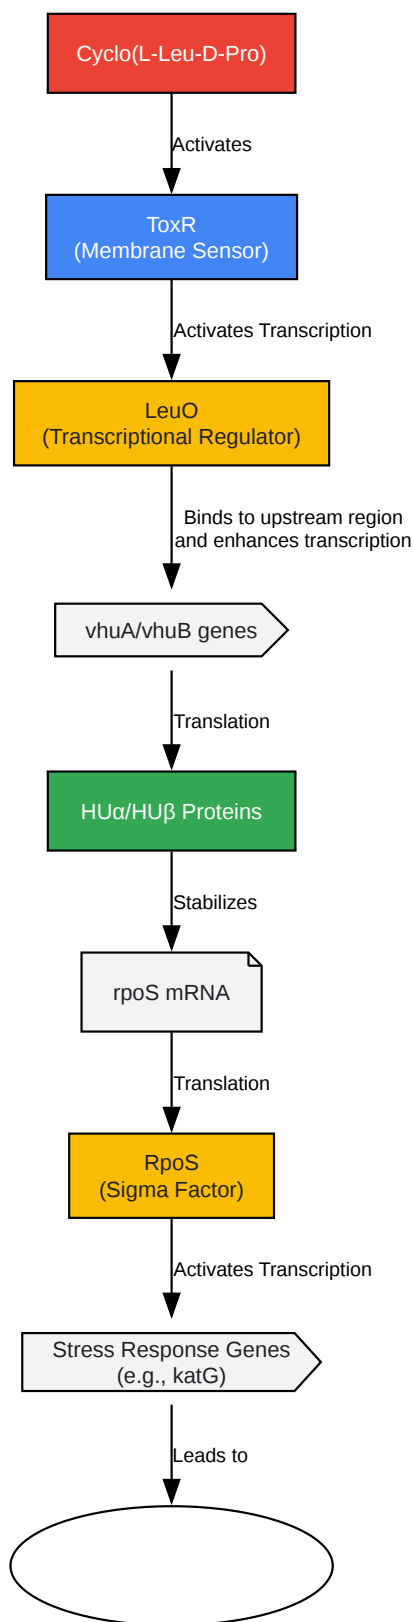 Cyclo(L-Leu-D-Pro)
Activates
ToxR
(Membrane Sensor)
Activates Transcription
LeuO
(Transcriptional Regulator)
Binds to upstream region
and enhances transcription
vhuA/vhuB genes
Translation
HUα/HUβ Proteins
Stabilizes
rpoS mRNA
Translation
RpoS
(Sigma Factor)
Activates Transcription
Stress Response Genes
(e.g., katG)
Leads to